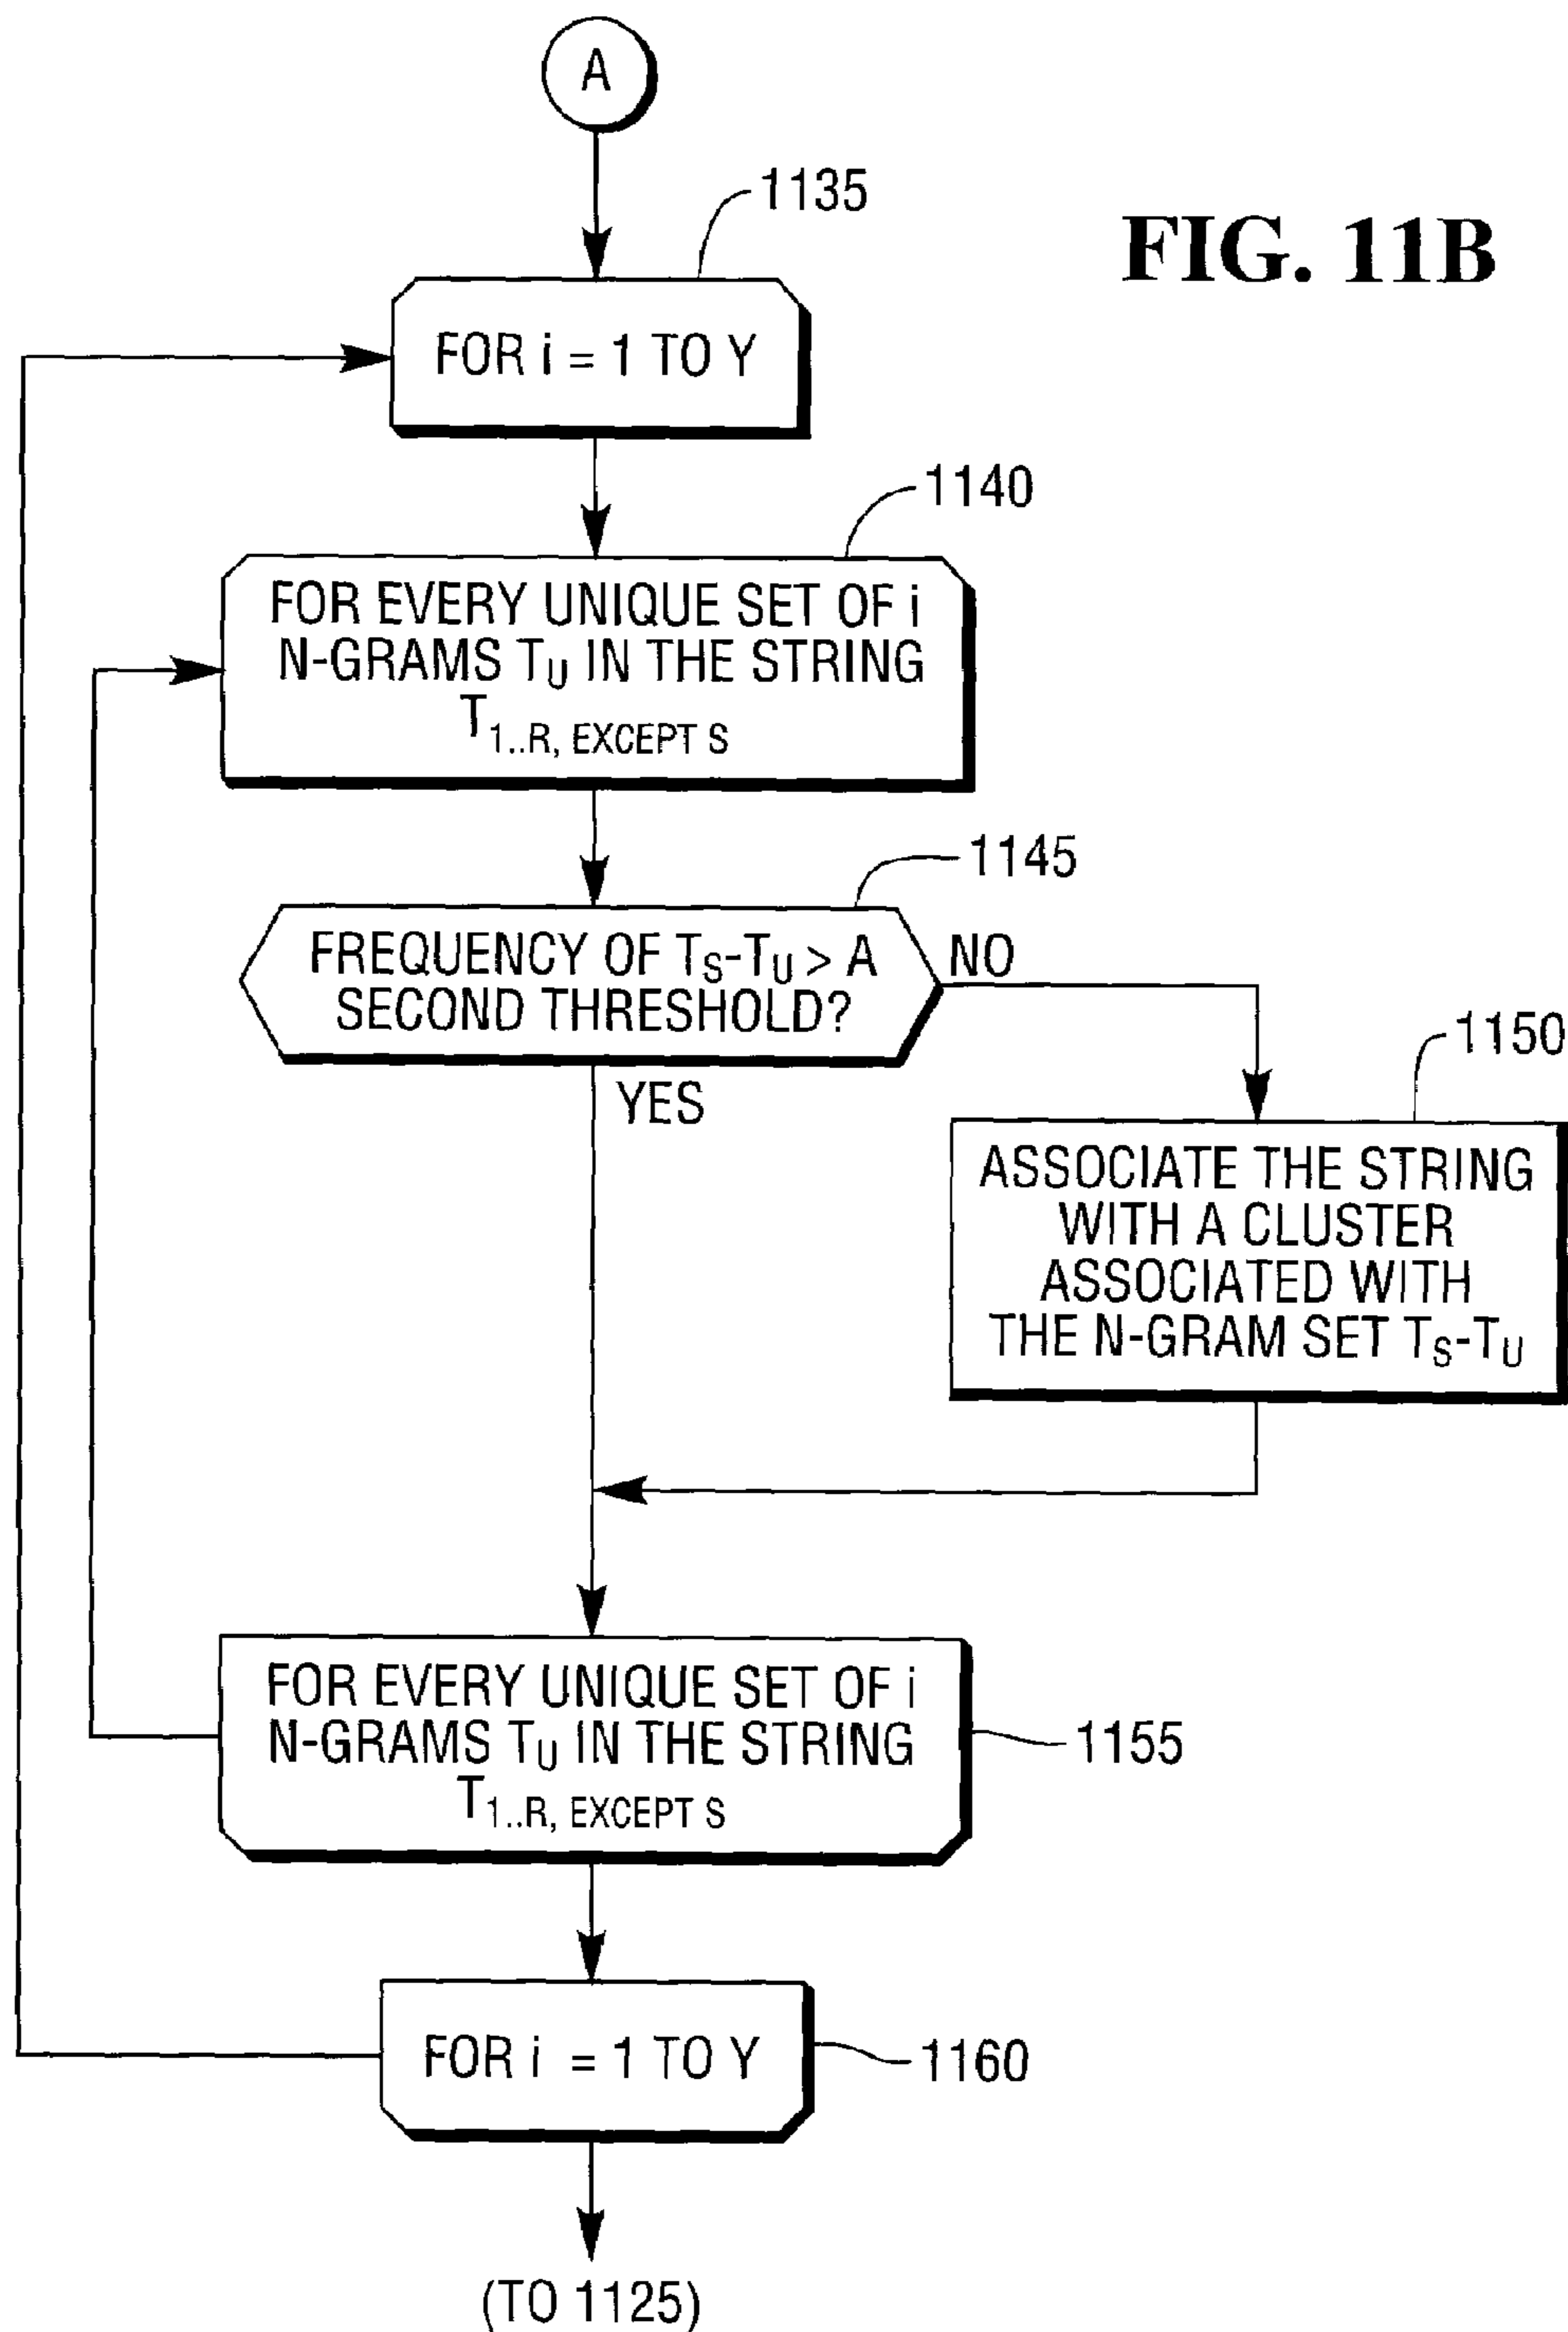 A
1135
FIG. 11B
FOR i = 1 TO Y
1140
FOR EVERY UNIQUE SET OF i
N-GRAMS TU IN THE STRING
T1..R, EXCEPT S
1145
FREQUENCY OF TS-TU > A
SECOND THRESHOLD?
NO
YES
1150
ASSOCIATE THE STRING
WITH A CLUSTER
ASSOCIATED WITH
THE N-GRAM SET TS-TU
FOR EVERY UNIQUE SET OF i
N-GRAMS TU IN THE STRING
T1..R, EXCEPT S
1155
FOR i = 1 TO Y
1160
(TO 1125)